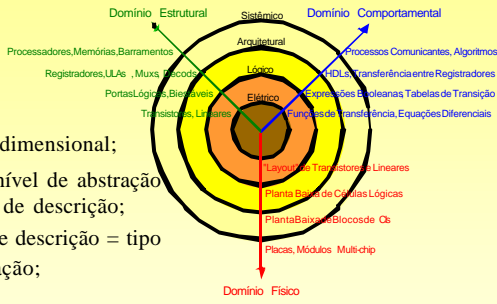 Domínio Estrutural
Sistêmico
Domínio Comportamental
Arquitetural
Processadores,Memórias,Barramentos
Processos Comunicantes, Algoritmos
Lógico
Registradores,ULAs , Muxs, Decods
HDLs,Transferência entre Registradores
Elétrico
Portas Lógicas, Biestáveis
Expressões Booleanas, Tabelas de Transição
Transistores, Lineares
Funções de Transferência, Equações Diferenciais
dimensional;
"Layout" de Transistores e Lineares
nível de abstração
de descrição;
Planta Baixa de Células Lógicas
e descrição = tipo
Planta Baixa de Blocos de CIs
ação;
Placas, Módulos Multi-chip
Domínio Físico